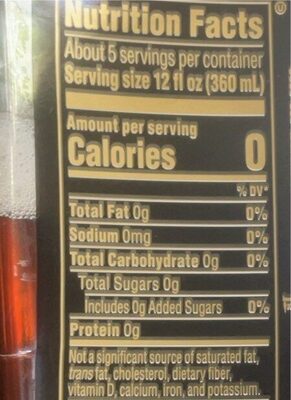 Nutrition Facts
About 5 servings per container
Serving size 12 fl oz (360 mL)
Amount per serving
Calories 0
% DV*
Total Fat 0g 0%
Sodium 0mg 0%
Total Carbohydrate 0g 0%
Total Sugars 0g
Includes 0g Added Sugars 0%
Protein 0g
Not a significant source of saturated fat,
trans fat, cholesterol, dietary fiber,
vitamin D, calcium, iron, and potassium.